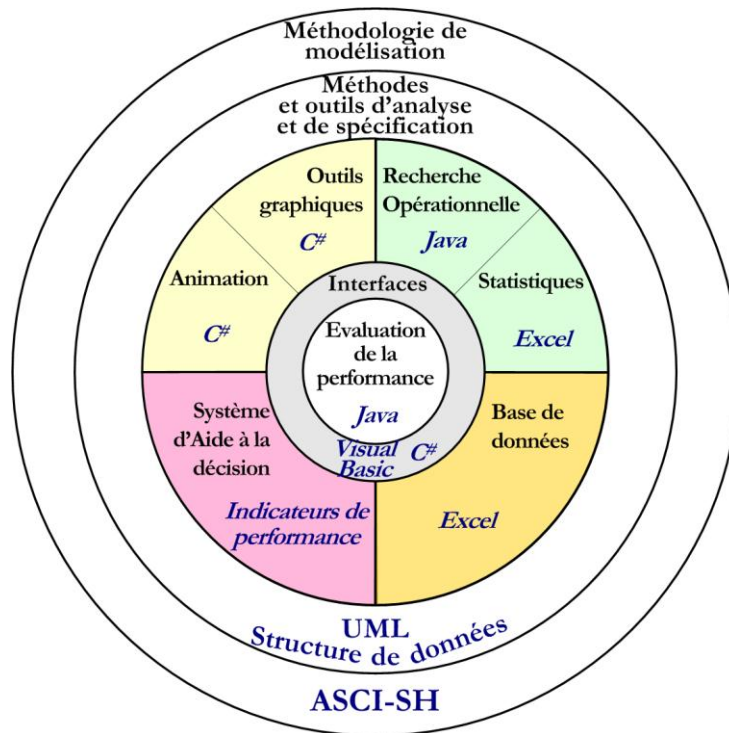 Méthodologie de
modélisation
Méthodes
et outils d'analyse
et de spécification
Outils
graphiques
C#
Recherche
Opérationnelle
Java
Animation
C#
Statistiques
Excel
Interfaces
Evaluation
de la
performance
Java
Visual
Basic
C#
Système
d'Aide à la
décision
Indicateurs de
performance
Base de
données
Excel
UML
Structure de données
ASCI-SH